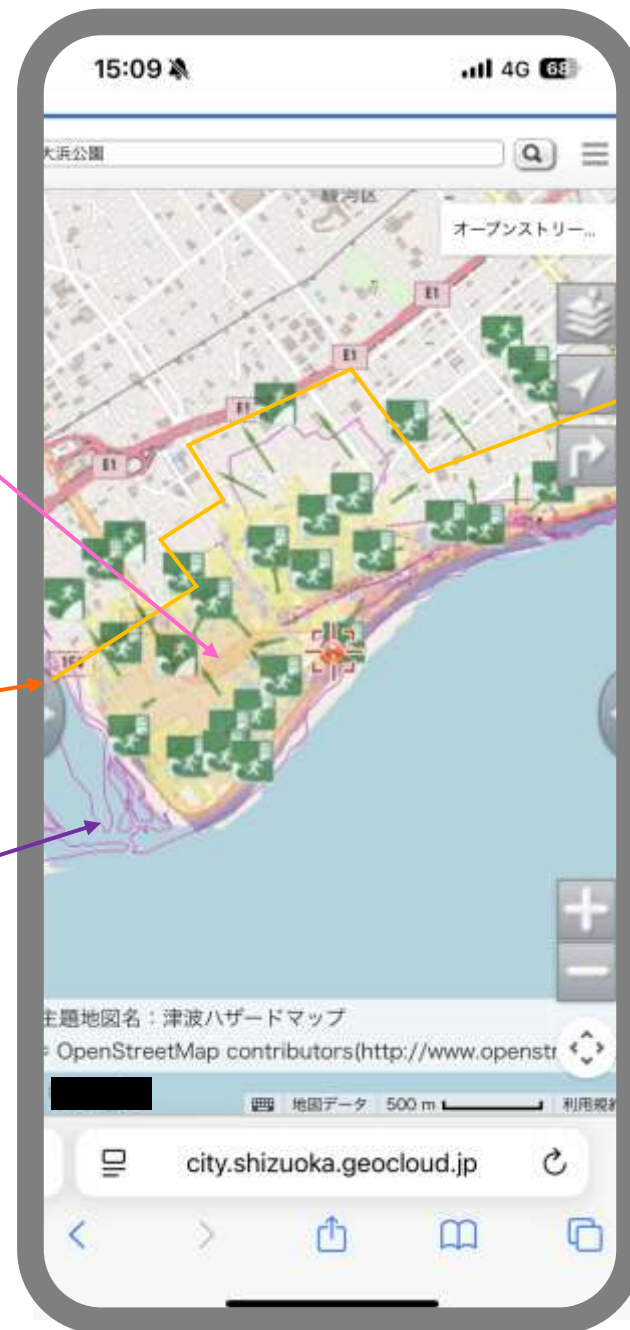 15:09
4G 68
大浜公園
駿河区
オープンストリー...
E1
E1
E1
E1
150
主題地図名：津波ハザードマップ
OpenStreetMap contributors(http://www.openstr
地図データ 500 m 利用規約
city.shizuoka.geocloud.jp